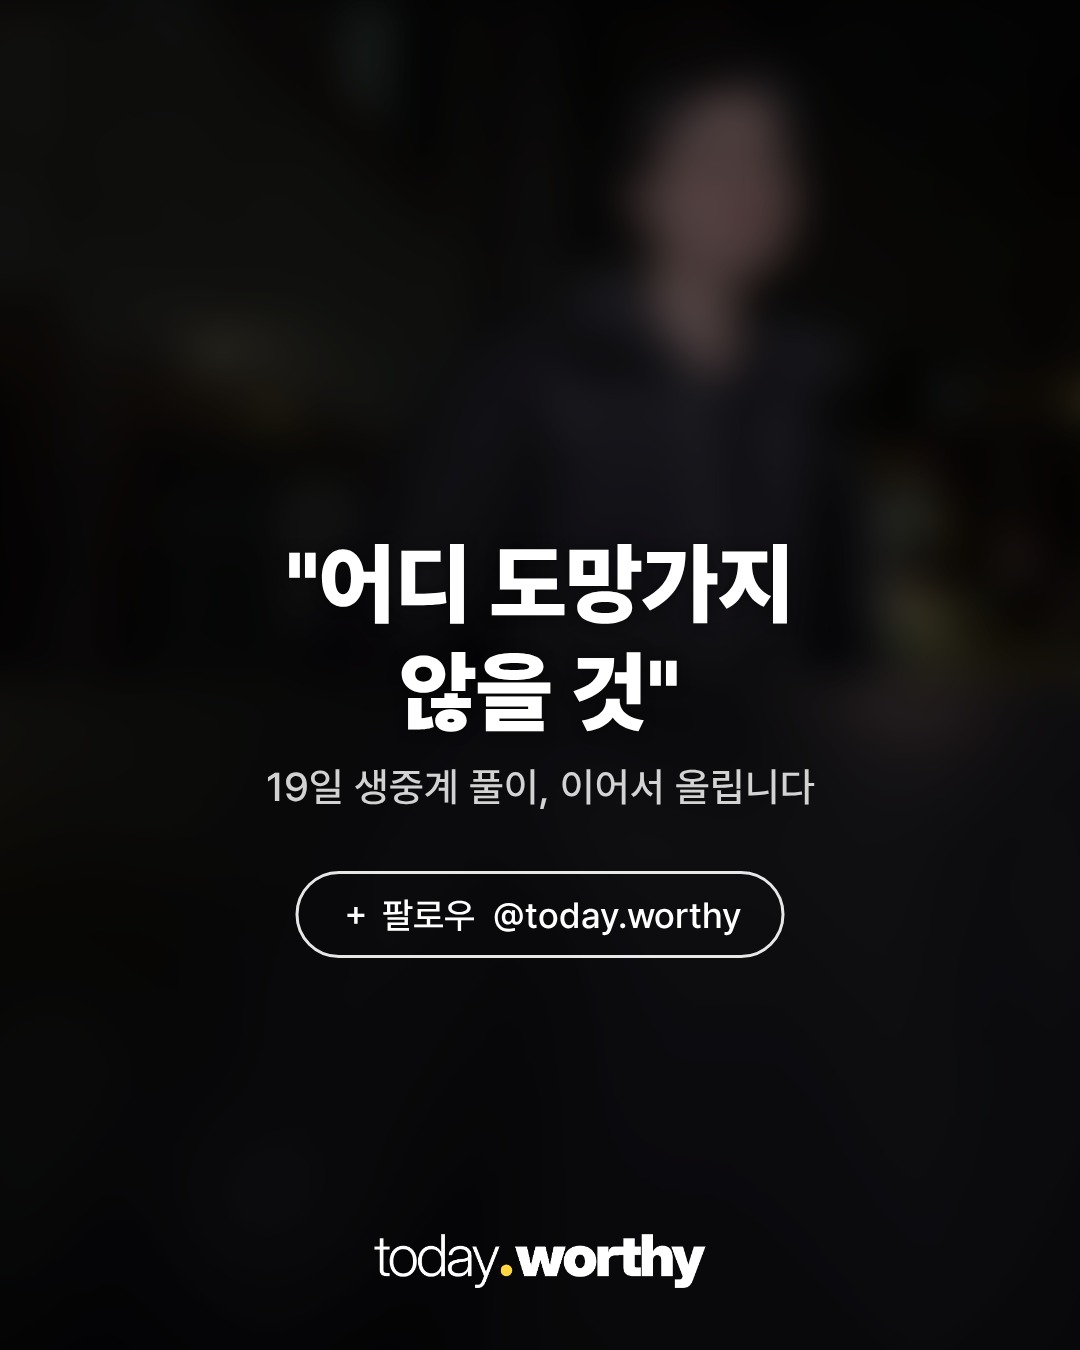 "어디 도망가지
않을 것"
19일 생중계 풀이, 이어서 올립니다
+ 팔로우 @today.worthy
today.worthy